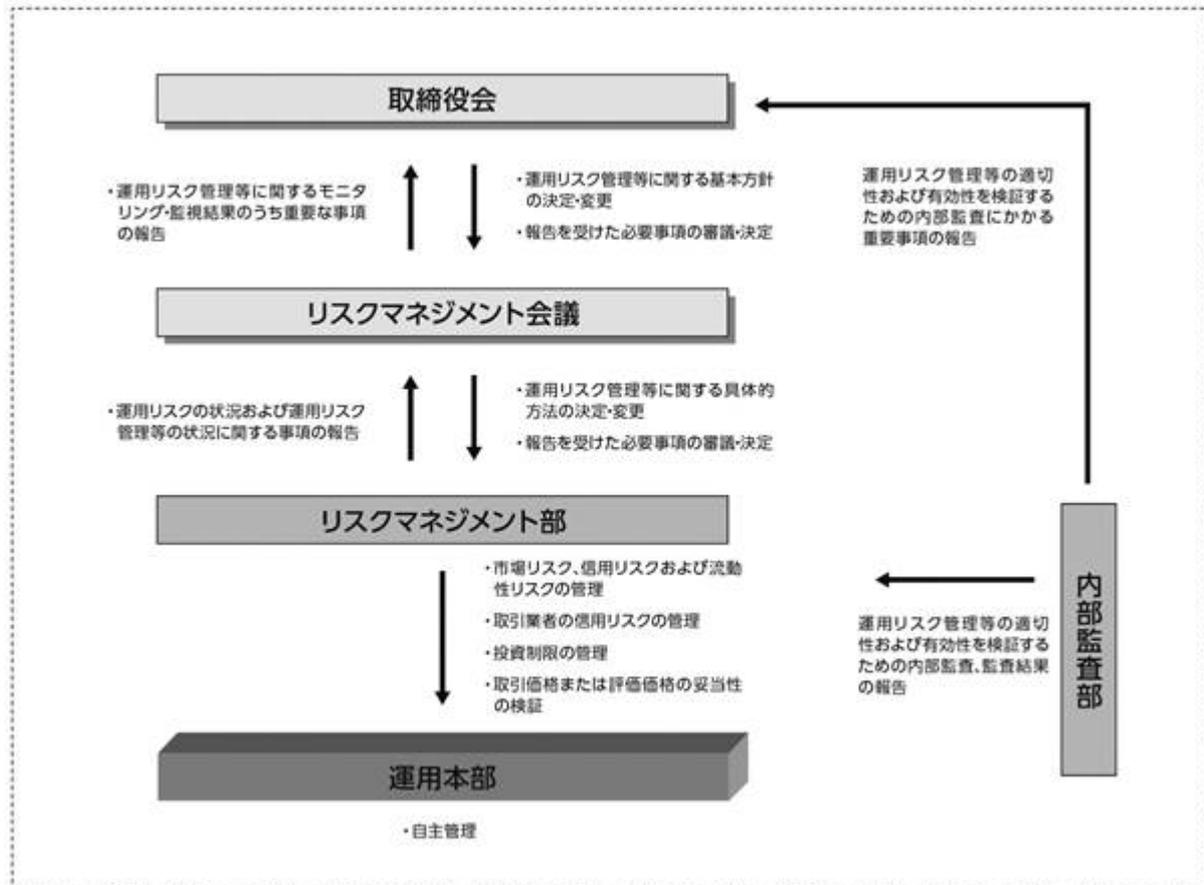 取締役会
・運用リスク管理等に関するモニタ
リング・監視結果のうち重要な事項
の報告
・運用リスク管理等に関する基本方針
の決定・変更
・報告を受けた必要事項の審議・決定
運用リスク管理等の適切
性および有効性を検証する
ための内部監査にかかる
重要事項の報告
リスクマネジメント会議
・運用リスクの状況および運用リスク
管理等の状況に関する事項の報告
・運用リスク管理等に関する具体的
方法の決定・変更
・報告を受けた必要事項の審議・決定
リスクマネジメント部
・市場リスク、信用リスクおよび流動
性リスクの管理
・取引業者の信用リスクの管理
・投資制限の管理
・取引価格または評価価格の妥当性
の検証
運用リスク管理等の適切
性および有効性を検証する
ための内部監査、監査結果
の報告
内部監査部
運用本部
・自主管理